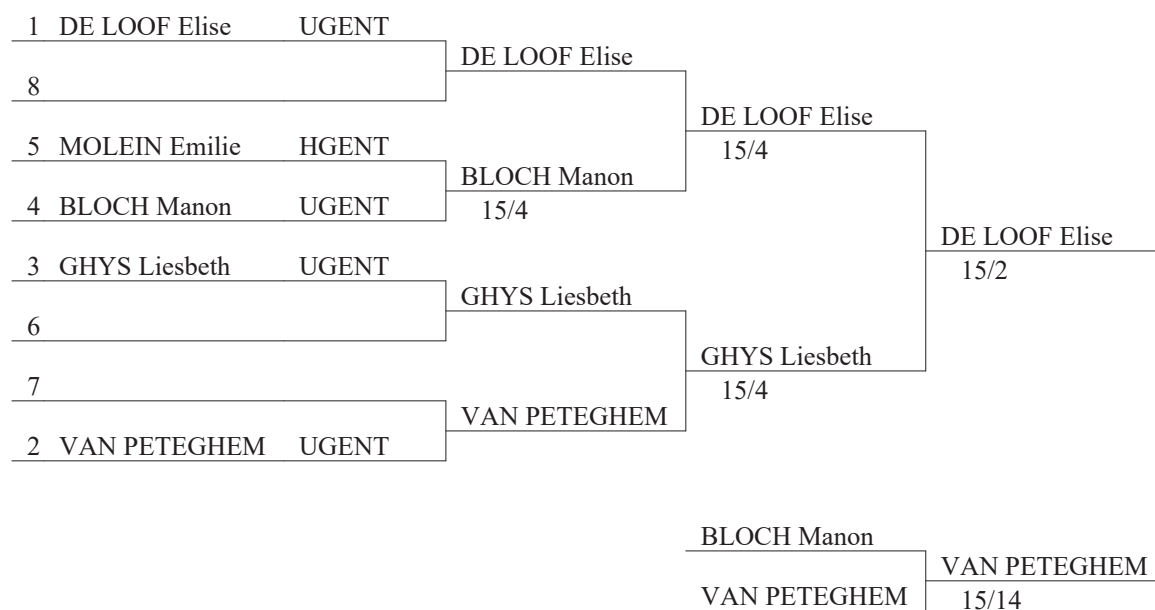 1 DE LOOF Elise UGENT
DE LOOF Elise
8
DE LOOF Elise
15/4
5 MOLEIN Emilie HGENT
BLOCH Manon
15/4
4 BLOCH Manon UGENT
DE LOOF Elise
15/2
3 GHYS Liesbeth UGENT
GHYS Liesbeth
6
GHYS Liesbeth
15/4
7
VAN PETEGHEM
2 VAN PETEGHEM UGENT
BLOCH Manon
VAN PETEGHEM
VAN PETEGHEM 15/14